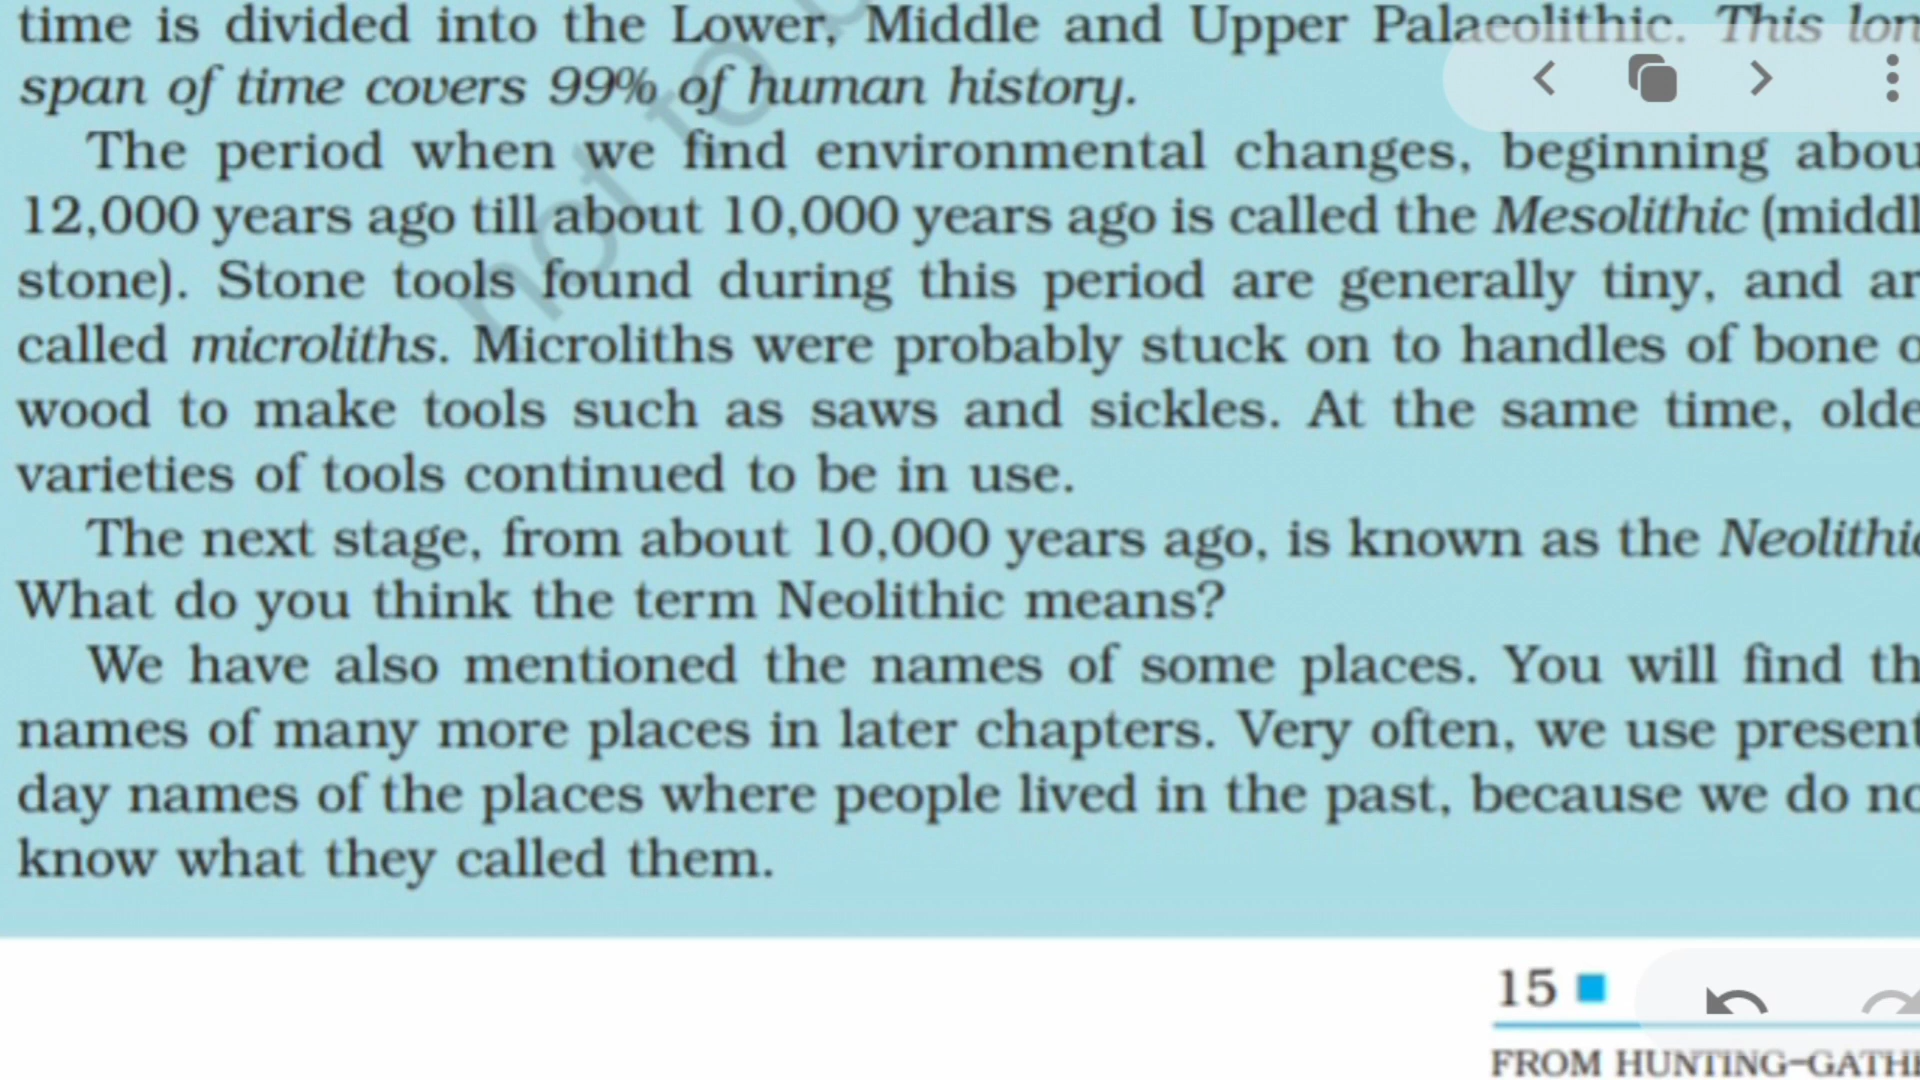 time is divided into the Lower, Middle and Upper Palaeolithic. This lon
span of time covers 99% of human history.
The period when we find environmental changes, beginning abou
12,000 years ago till about 10,000 years ago is called the Mesolithic (middl
stone). Stone tools found during this period are generally tiny, and ar
called microliths. Microliths were probably stuck on to handles of bone o
wood to make tools such as saws and sickles. At the same time, olde
varieties of tools continued to be in use.
The next stage, from about 10,000 years ago, is known as the Neolithic
What do you think the term Neolithic means?
We have also mentioned the names of some places. You will find th
names of many more places in later chapters. Very often, we use present
day names of the places where people lived in the past, because we do no
know what they called them.
not to b
15
FROM HUNTING–GATHE